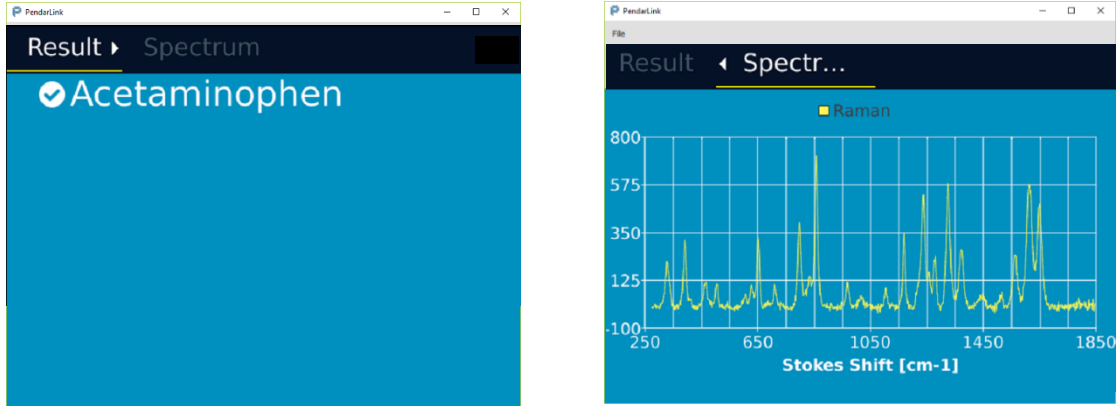 PendarLink
Result Spectrum
Acetaminophen
PendarLink
File
Result Spectr...
Raman
800
575
350
125
-100
250 650 1050 1450 1850
Stokes Shift [cm-1]